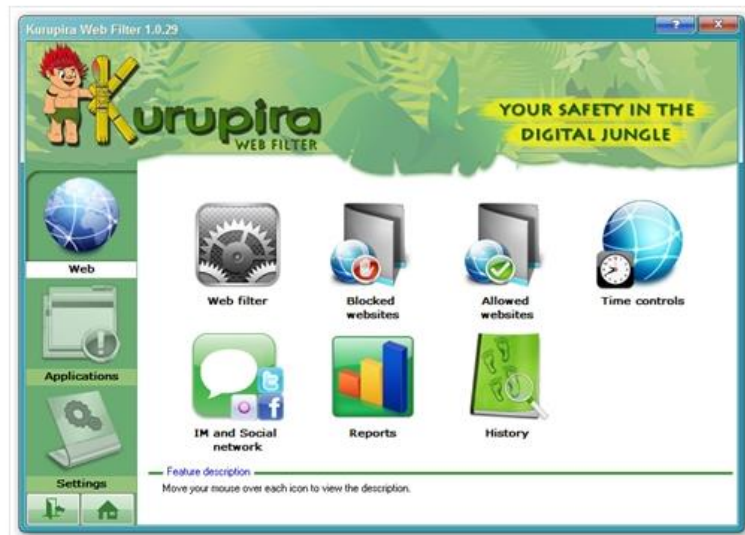 Kurupira Web Filter 1.0.29
Kurupira
WEB FILTER
YOUR SAFETY IN THE
DIGITAL JUNGLE
Web
Applications
Settings
Web filter
Blocked
websites
Allowed
websites
Time controls
IM and Social
network
Reports
History
Feature description
Move your mouse over each icon to view the description.